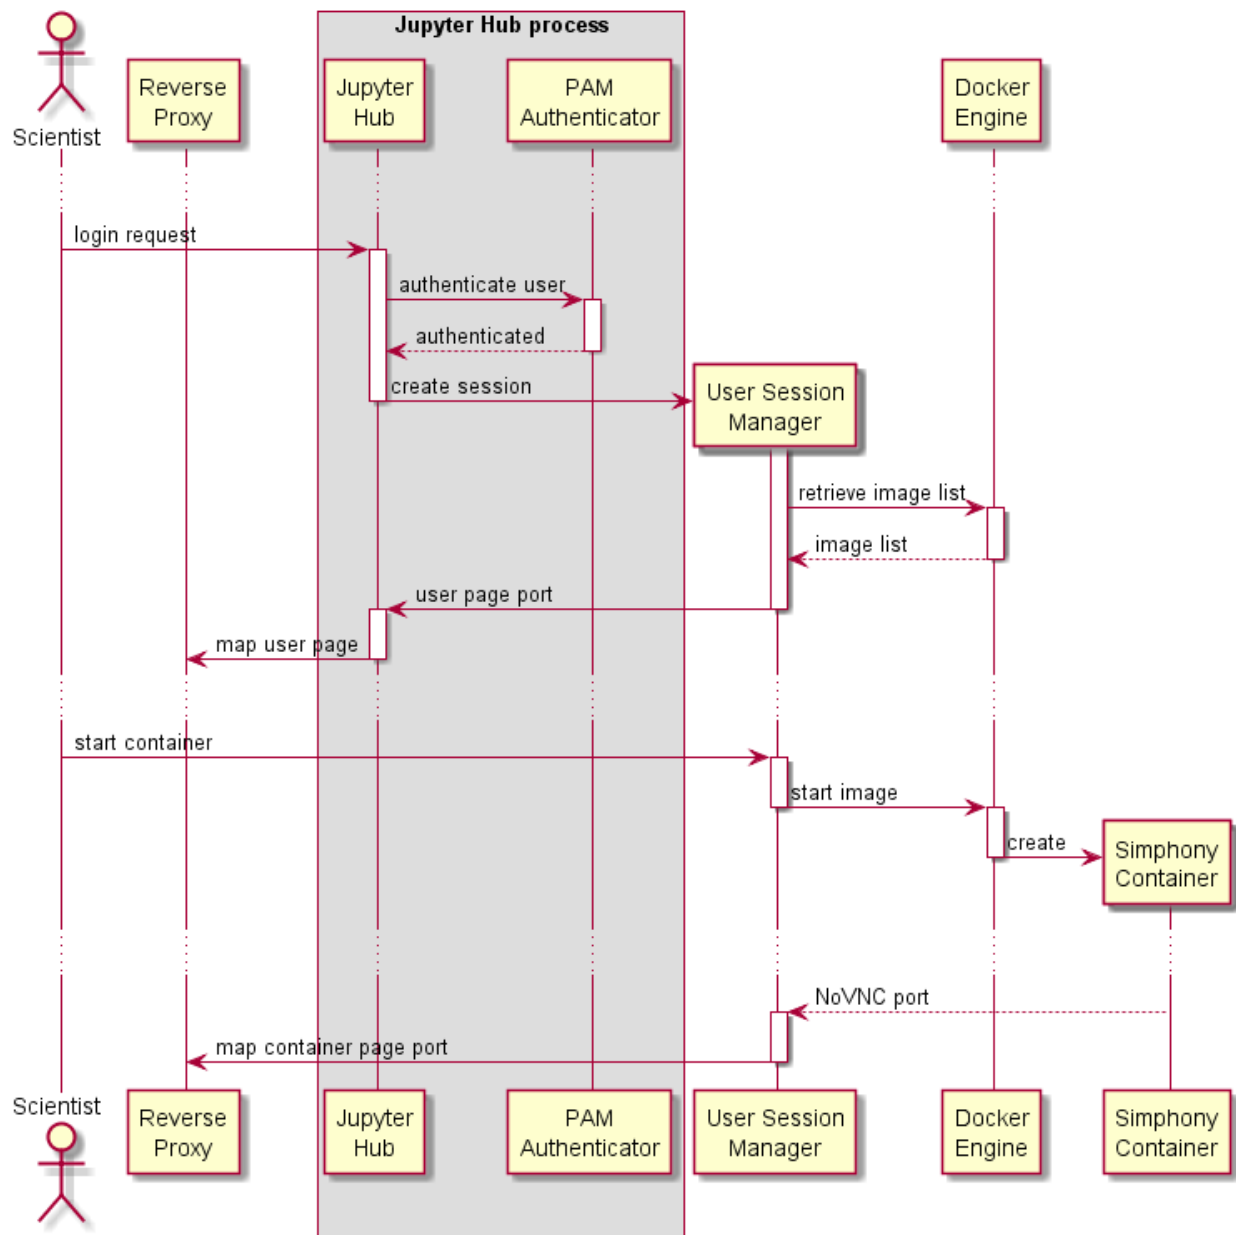 Jupyter Hub process
Scientist
Reverse
Proxy
Jupyter
Hub
PAM
Authenticator
Docker
Engine
login request
authenticate user
authenticated
create session
User Session
Manager
retrieve image list
image list
user page port
map user page
start container
start image
create
Simphony
Container
NoVNC port
map container page port
Scientist
Reverse
Proxy
Jupyter
Hub
PAM
Authenticator
User Session
Manager
Docker
Engine
Simphony
Container